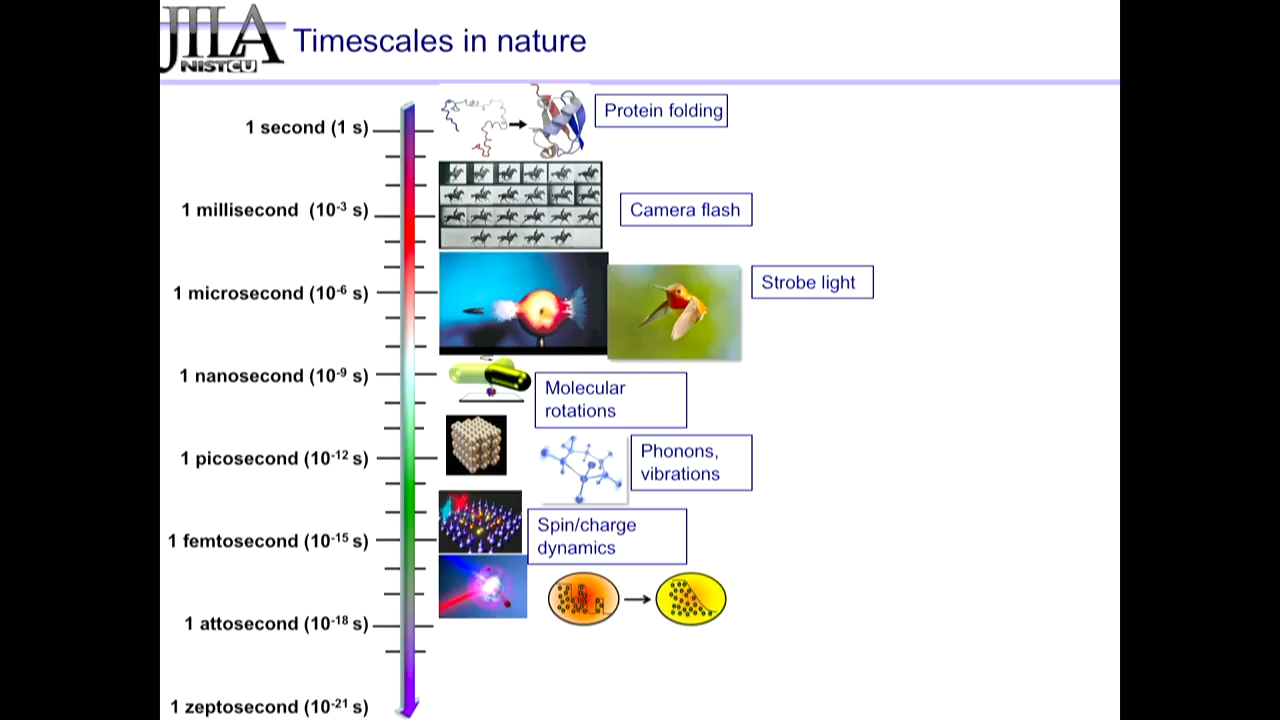 JILA
NIST CU
Timescales in nature
1 second (1 s)
Protein folding
1 millisecond (10-3 s)
Camera flash
1 microsecond (10-6 s)
Strobe light
1 nanosecond (10-9 s)
Molecular
rotations
1 picosecond (10-12 s)
Phonons,
vibrations
1 femtosecond (10-15 s)
Spin/charge
dynamics
1 attosecond (10-18 s)
1 zeptosecond (10-21 s)